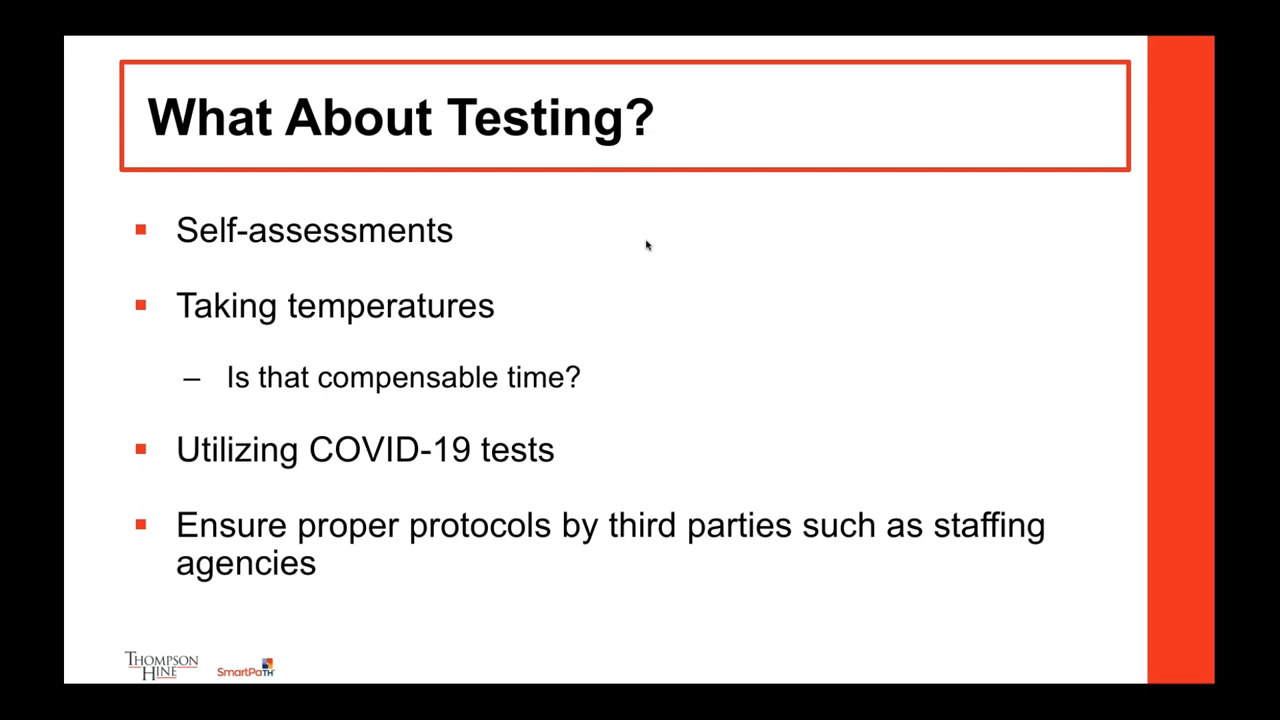 What About Testing?
▪ Self-assessments
▪ Taking temperatures
– Is that compensable time?
▪ Utilizing COVID-19 tests
▪ Ensure proper protocols by third parties such as staffing
agencies
THOMPSON
HINE
SmartPaTH